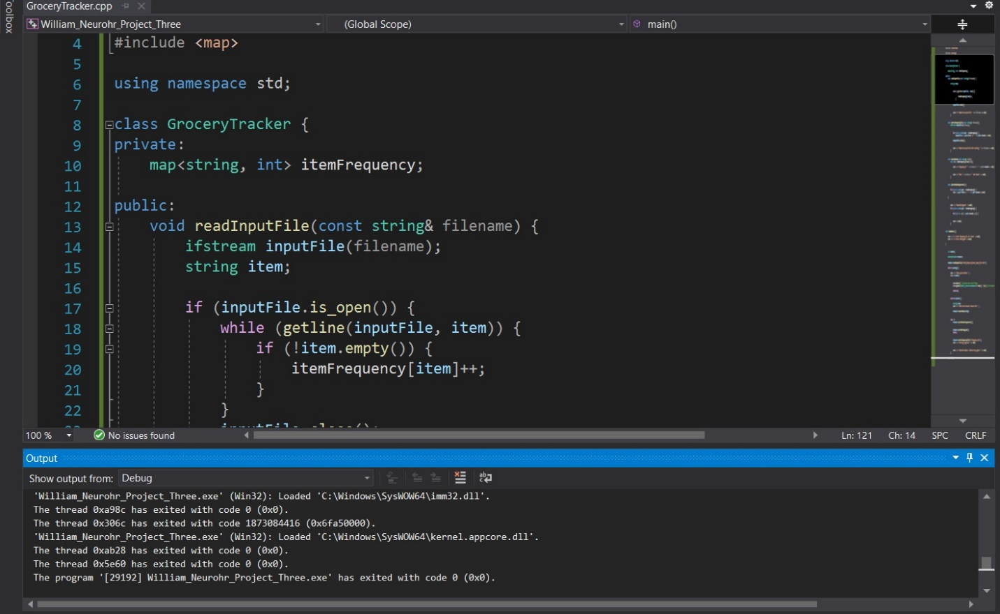 Toolbox
GroceryTracker.cpp
William_Neurohr_Project_Three
(Global Scope)
main()
4 #include <map>
5
6 using namespace std;
7
8 class GroceryTracker {
9 private:
10 map<string, int> itemFrequency;
11
12 public:
13 void readInputFile(const string& filename) {
14 ifstream inputFile(filename);
15 string item;
16
17 if (inputFile.is_open()) {
18 while (getline(inputFile, item)) {
19 if (!item.empty()) {
20 itemFrequency[item]++;
21 }
22 }
100 % No issues found Ln: 121 Ch: 14 SPC CRLF
Output
Show output from: Debug
'William_Neurohr_Project_Three.exe' (Win32): Loaded 'C:\Windows\SysWOW64\imm32.dll'.
The thread 0xa98c has exited with code 0 (0x0).
The thread 0x306c has exited with code 1873084416 (0x6fa50000).
'William_Neurohr_Project_Three.exe' (Win32): Loaded 'C:\Windows\SysWOW64\kernel.appcore.dll'.
The thread 0xab28 has exited with code 0 (0x0).
The thread 0x5e60 has exited with code 0 (0x0).
The program '[29192] William_Neurohr_Project_Three.exe' has exited with code 0 (0x0).